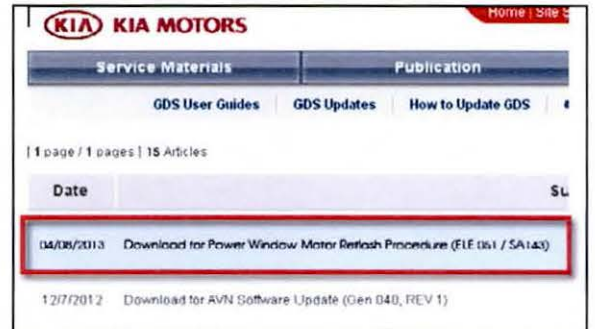 Home | Site
KIA KIA MOTORS
Service Materials Publication
GDS User Guides GDS Updates How to Update GDS
1 page / 1 pages | 15 Articles
Date Su
04/08/2013 Download for Power Window Motor Reflash Procedure (ELE 061 / SA143)
12/7/2012 Download for AVN Software Update (Gen 040, REV 1)